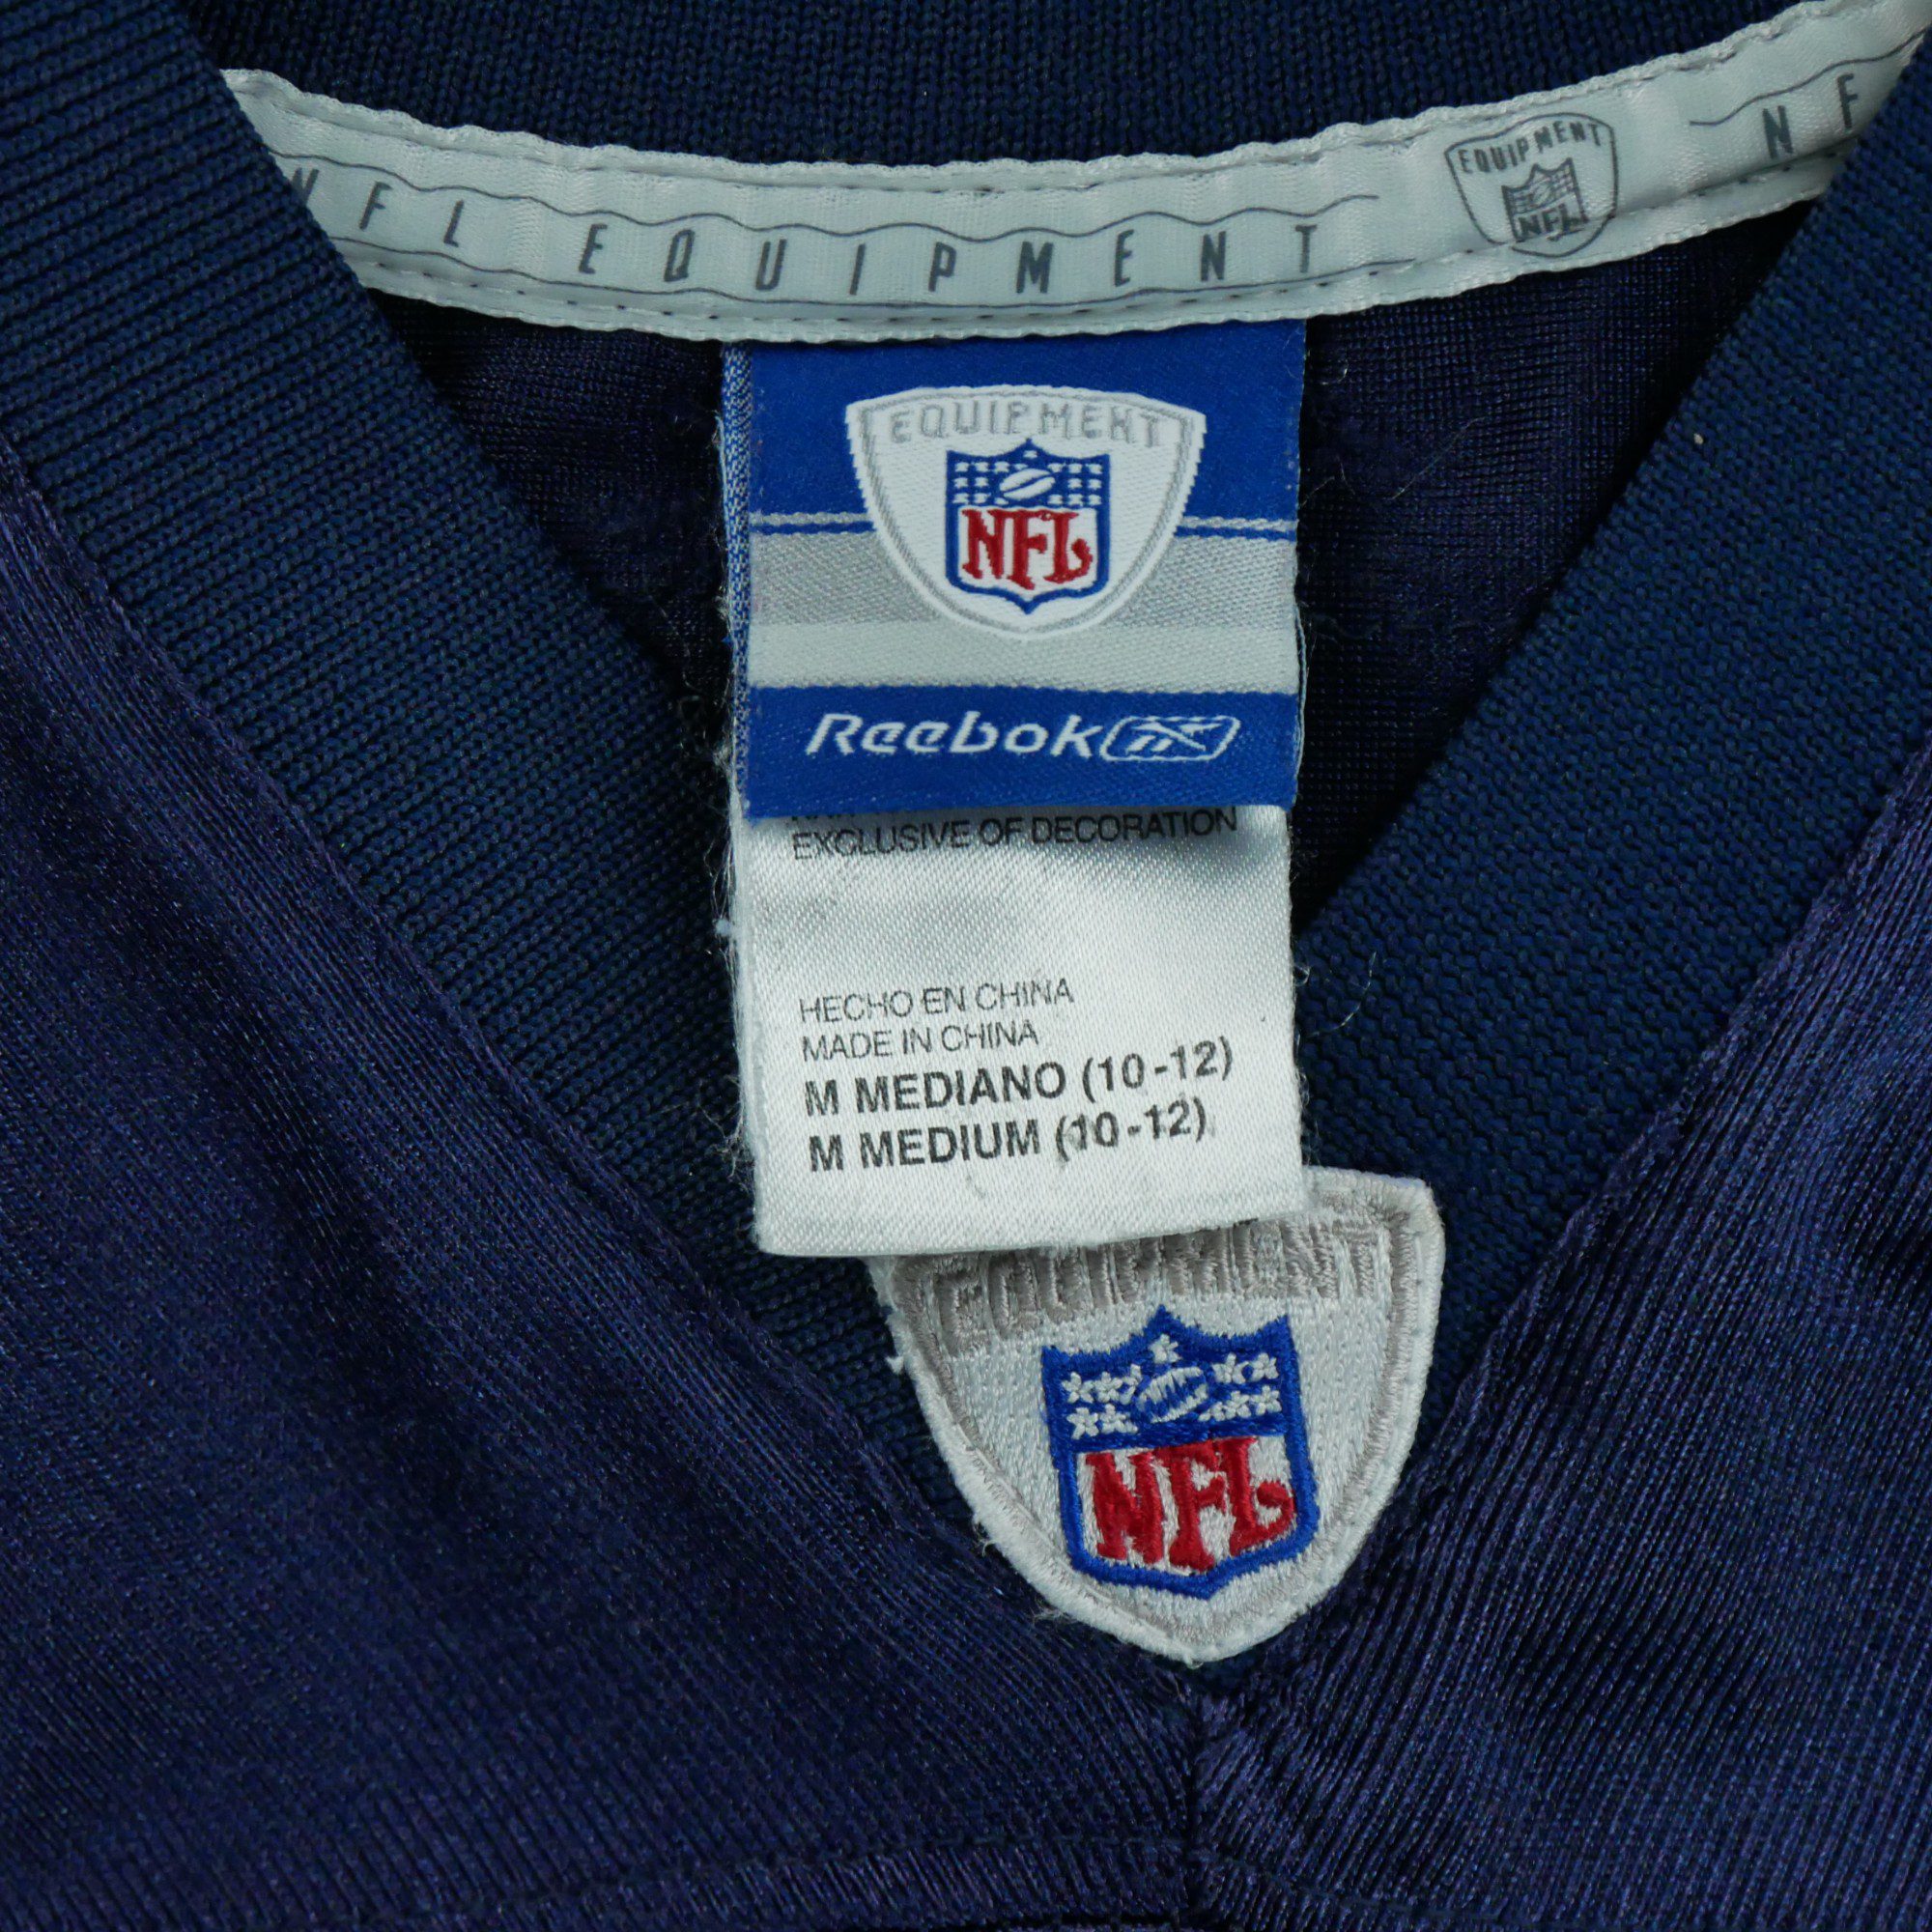 NFL EQUIPMENT
EQUIPMENT
NFL
NF
EQUIPMENT
NFL
Reebok
EXCLUSIVE OF DECORATION
HECHO EN CHINA
MADE IN CHINA
M MEDIANO (10-12)
M MEDIUM (10-12)
EQUIPMENT
NFL